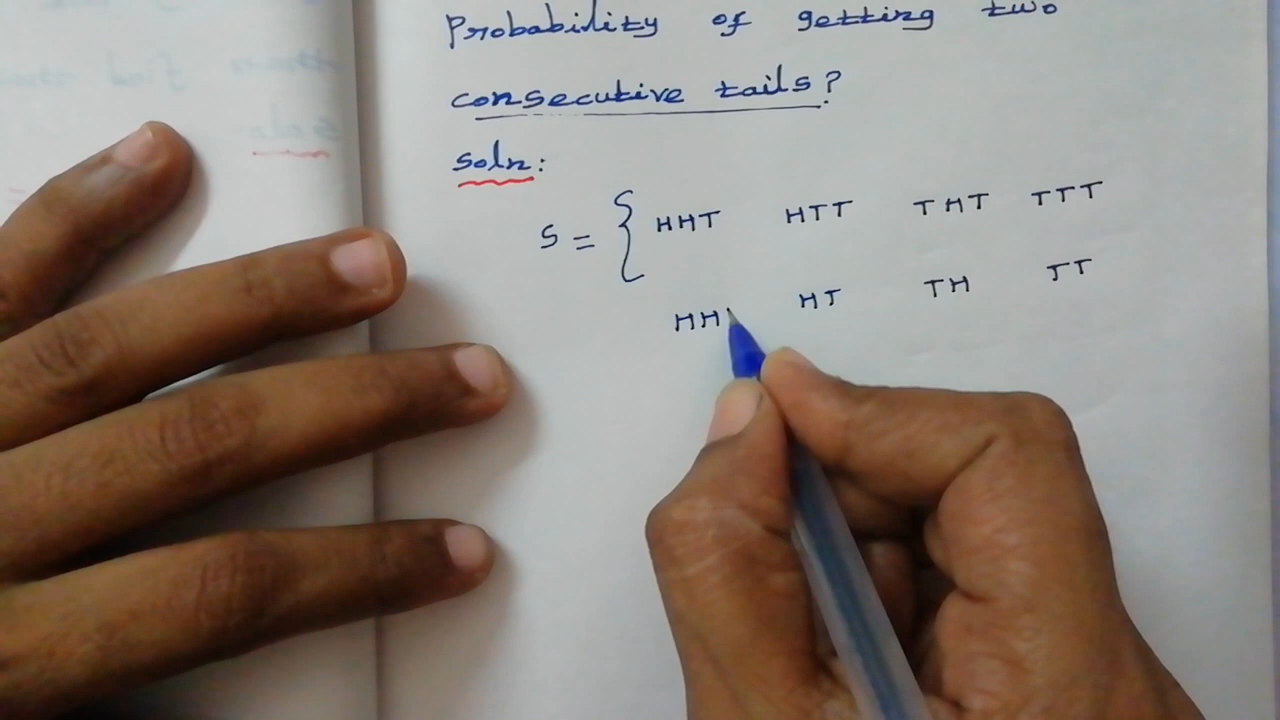 Probability of getting two
consecutive tails?
Soln:
S = { HHT HTT THT TTT
HH HT TH TT